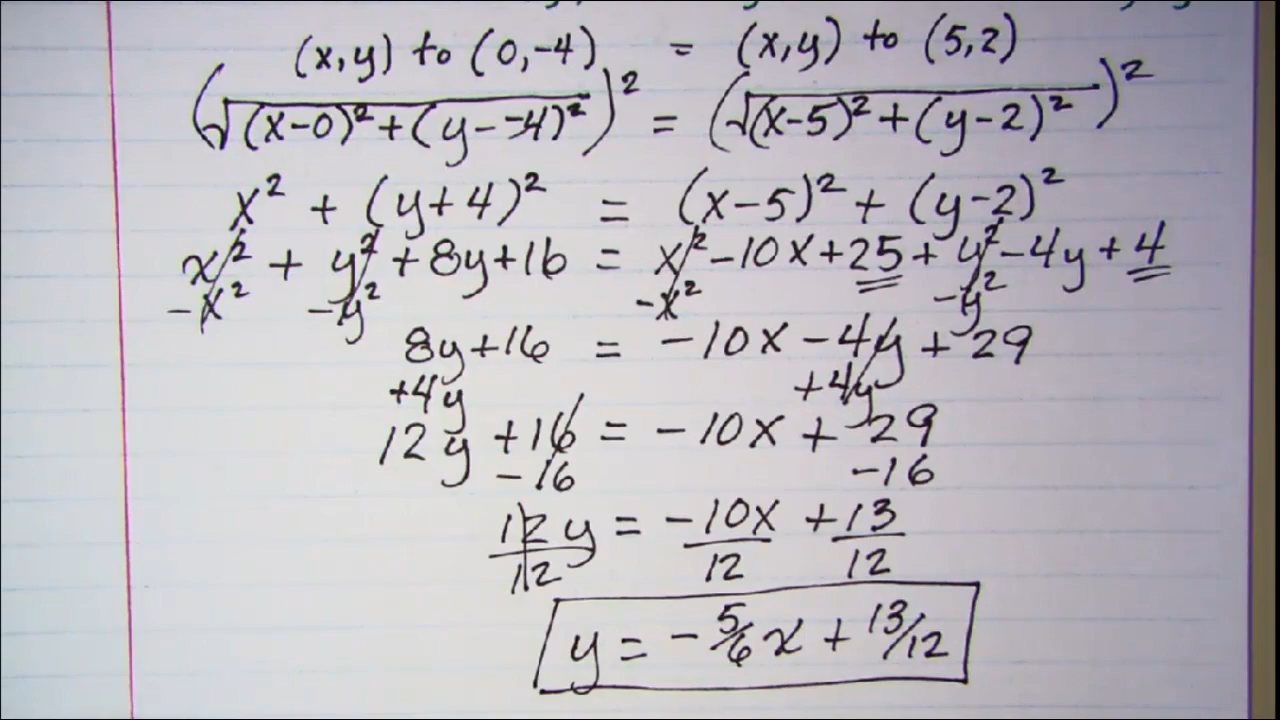 (x,y) to (0,-4) = (x,y) to (5,2)
(√(x-0)²+(y--4)²)² = (√(x-5)²+(y-2)²)²
x² + (y+4)² = (x-5)²+(y-2)²
x² + y² +8y+16 = x²-10x+25+y²-4y+4
-x² -y² -x² -y²
8y+16 = -10x-4y+29
+4y +4y
12y+16 = -10x+29
-16 -16
12y = -10x +13
12 12 12
y = -5/6x + 13/12